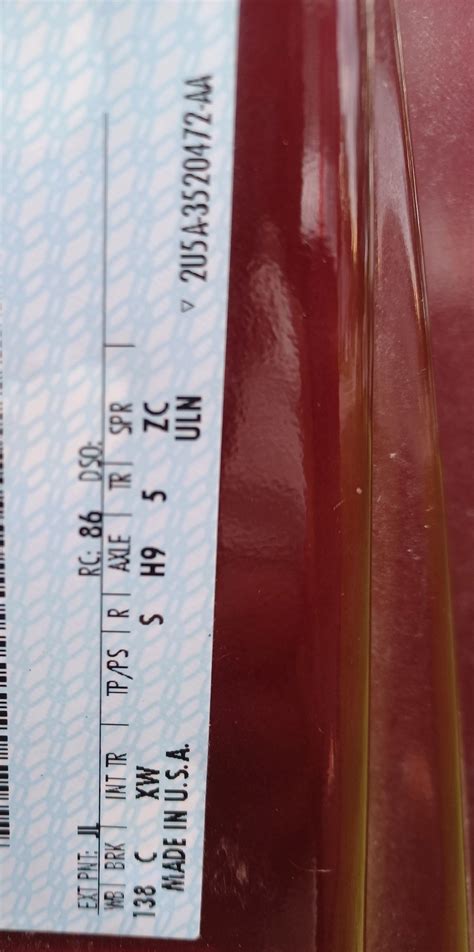 EXT PNT: JL RC: 86 DSO:
WB | BRK | INT TR | TP/PS | R | AXLE | TR | SPR |
138 C XW S H9 5 ZC
MADE IN U.S.A. ULN
▽ 2U5A-3520472-AA